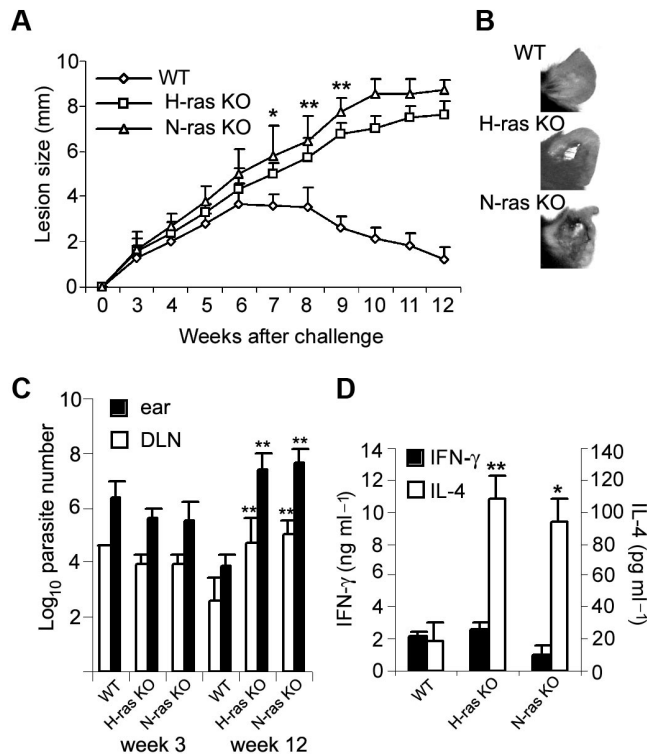 A
Lesion size (mm)
10
8
6
4
2
0
WT
H-ras KO
N-ras KO
*
**
**
0 3 4 5 6 7 8 9 10 11 12
Weeks after challenge
B
WT
H-ras KO
N-ras KO
C
Log10 parasite number
10
8
6
4
2
ear
DLN
** ** ** **
WT H-ras KO N-ras KO WT H-ras KO N-ras KO
week 3 week 12
D
IFN-γ (ng ml−1)
14
12
10
8
6
4
2
0
IFN-γ
IL-4
** *
140
120
100
80
60
40
20
0
IL-4 (pg ml−1)
WT H-ras KO N-ras KO